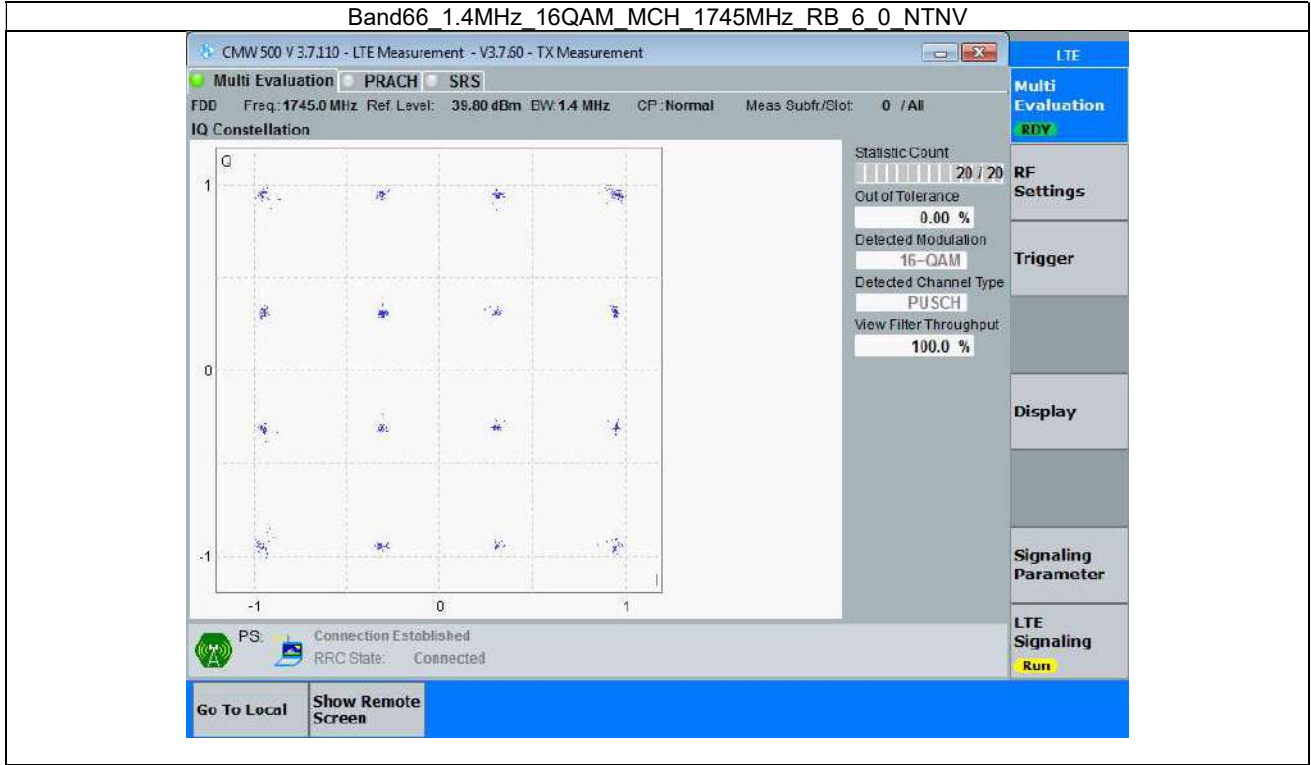 Band66_1.4MHz_16QAM_MCH_1745MHz_RB_6_0_NTNV
CMW 500 V 3.7.110 - LTE Measurement - V3.7.60 - TX Measurement
LTE
Multi Evaluation PRACH SRS
FDD Freq.: 1745.0 MHz Ref. Level: 39.80 dBm BW: 1.4 MHz CP: Normal Meas Subfr/Slot: 0 / All
IQ Constellation
Multi
Evaluation
RDY
Q
1
0
-1
-1 0 1
I
Statistic Count
20 / 20
Out of Tolerance
0.00 %
Detected Modulation
16-QAM
Detected Channel Type
PUSCH
View Filter Throughput
100.0 %
RF
Settings
Trigger
Display
Signaling
Parameter
LTE
Signaling
Run
PS: Connection Established
RRC State: Connected
Go To Local
Show Remote
Screen